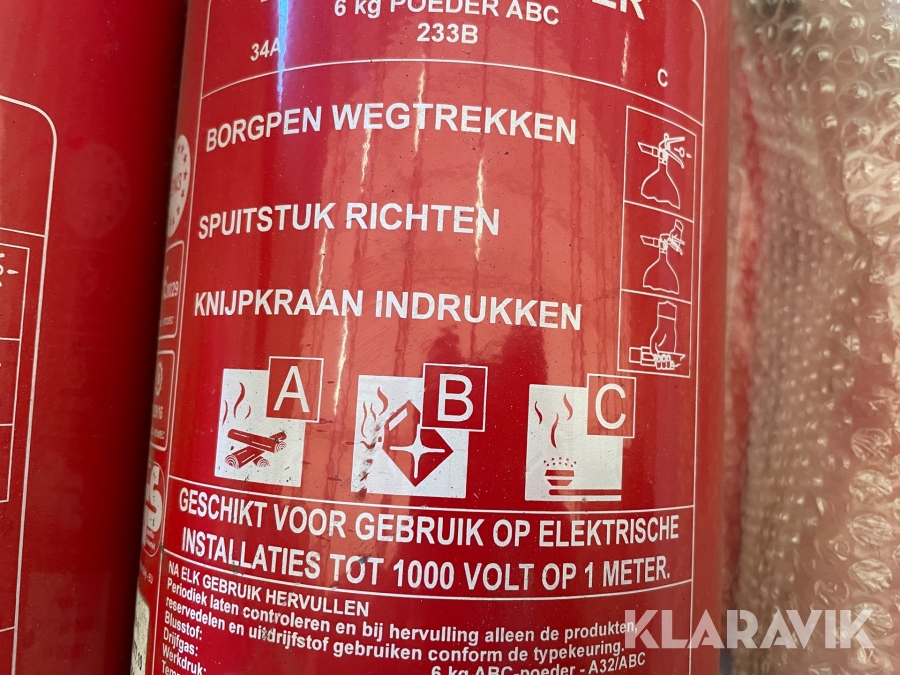 6 kg POEDER ABC
34A
233B
C
BORGPEN WEGTREKKEN
SPUITSTUK RICHTEN
KNIJPKRAAN INDRUKKEN
A B C
GESCHIKT VOOR GEBRUIK OP ELEKTRISCHE
INSTALLATIES TOT 1000 VOLT OP 1 METER.
NA ELK GEBRUIK HERVULLEN
Periodiek laten controleren en bij hervulling alleen de produkten,
reservedelen en uitdrijfstof gebruiken conform de typekeuring.
Blusstof:
6 kg ABC-poeder - A32/ABC
Drijfgas:
Werkdruk:
KLARAVIK